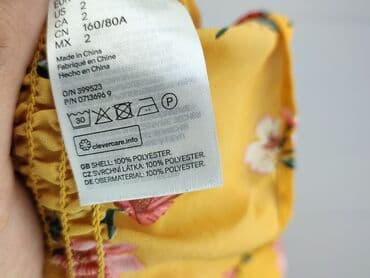 US 2
CA 2
CN 160/80A
MX 2
Made in China
Fabriqué en Chine
Hecho en China
O/N 399523
P/N 0713696 9
30
P
clevercare.info
GB SHELL: 100% POLYESTER.
CZ SVRCHNÍ LÁTKA: 100% POLYESTER.
DE OBERMATERIAL: 100% POLYESTER.